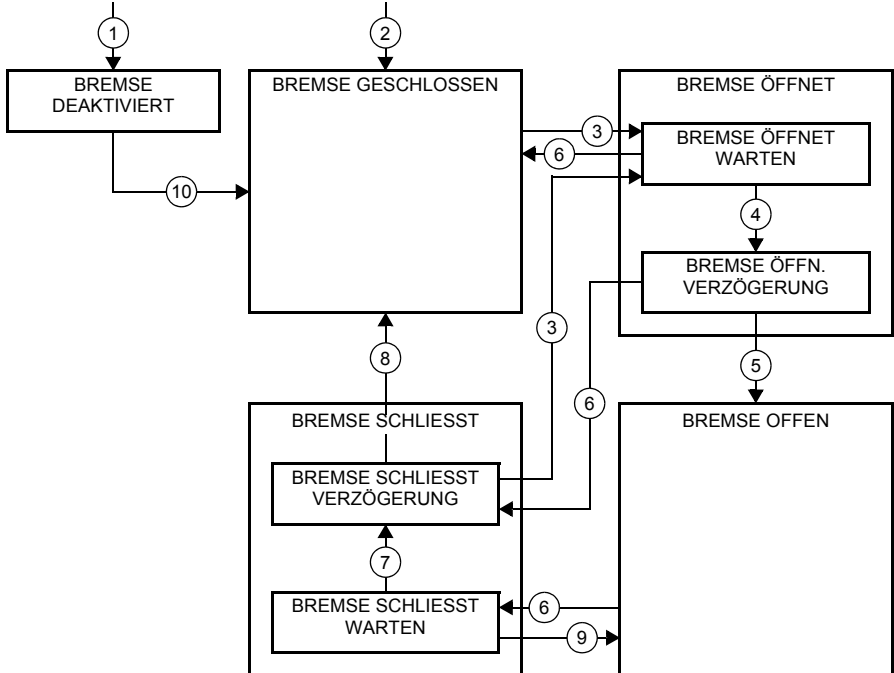 1
2
BREMSE
DEAKTIVIERT
BREMSE GESCHLOSSEN
BREMSE ÖFFNET
3
BREMSE ÖFFNET
WARTEN
6
10
4
BREMSE ÖFFN.
VERZÖGERUNG
3
8
5
6
BREMSE SCHLIESST
BREMSE OFFEN
BREMSE SCHLIESST
VERZÖGERUNG
7
BREMSE SCHLIESST
WARTEN
6
9